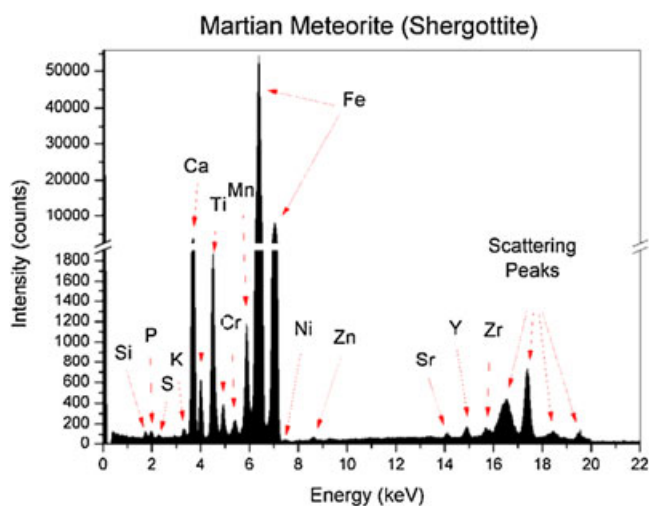 Martian Meteorite (Shergottite)
Intensity (counts)
50000
40000
30000
20000
10000
1800
1600
1400
1200
1000
800
600
400
200
0
Si
P
S
K
Ca
Ti
Cr
Mn
Fe
Ni
Zn
Sr
Y
Zr
Scattering
Peaks
0 2 4 6 8 10 12 14 16 18 20 22
Energy (keV)